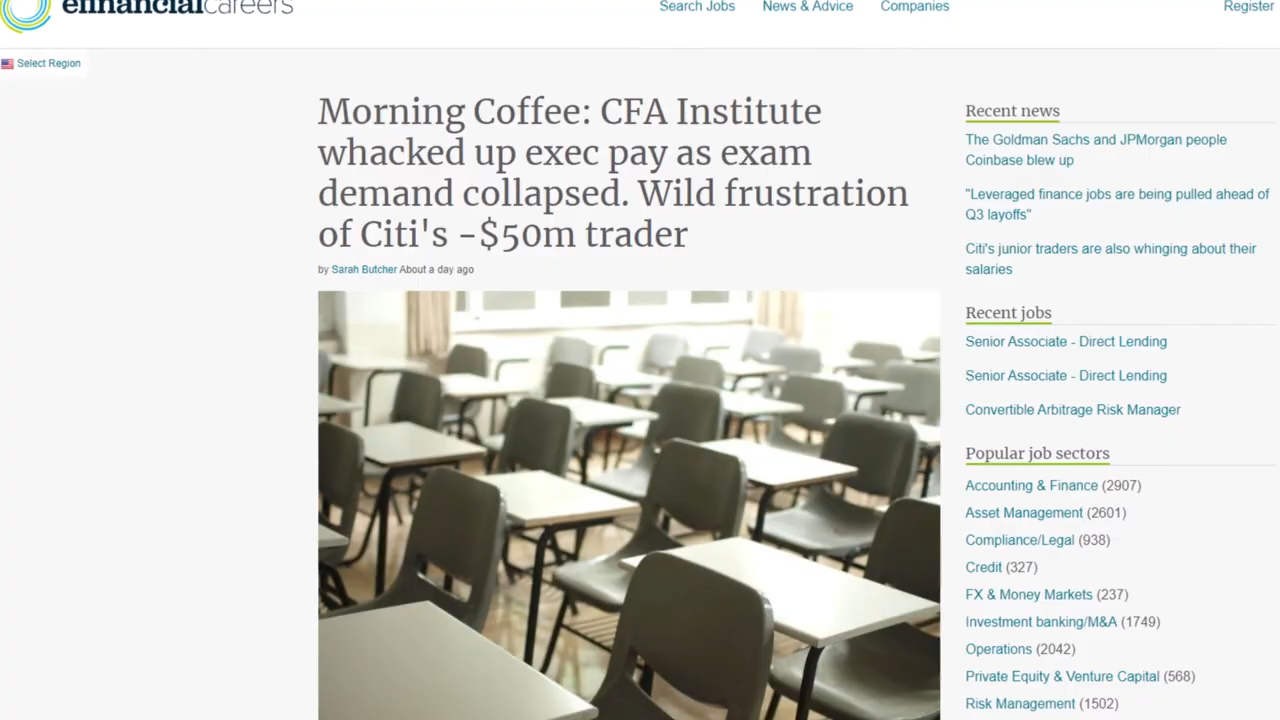 efinancialcareers
Search Jobs
News & Advice
Companies
Register
Select Region
Morning Coffee: CFA Institute
whacked up exec pay as exam
demand collapsed. Wild frustration
of Citi's -$50m trader
by Sarah Butcher About a day ago
Recent news
The Goldman Sachs and JPMorgan people
Coinbase blew up
"Leveraged finance jobs are being pulled ahead of
Q3 layoffs"
Citi's junior traders are also whinging about their
salaries
Recent jobs
Senior Associate - Direct Lending
Senior Associate - Direct Lending
Convertible Arbitrage Risk Manager
Popular job sectors
Accounting & Finance (2907)
Asset Management (2601)
Compliance/Legal (938)
Credit (327)
FX & Money Markets (237)
Investment banking/M&A (1749)
Operations (2042)
Private Equity & Venture Capital (568)
Risk Management (1502)